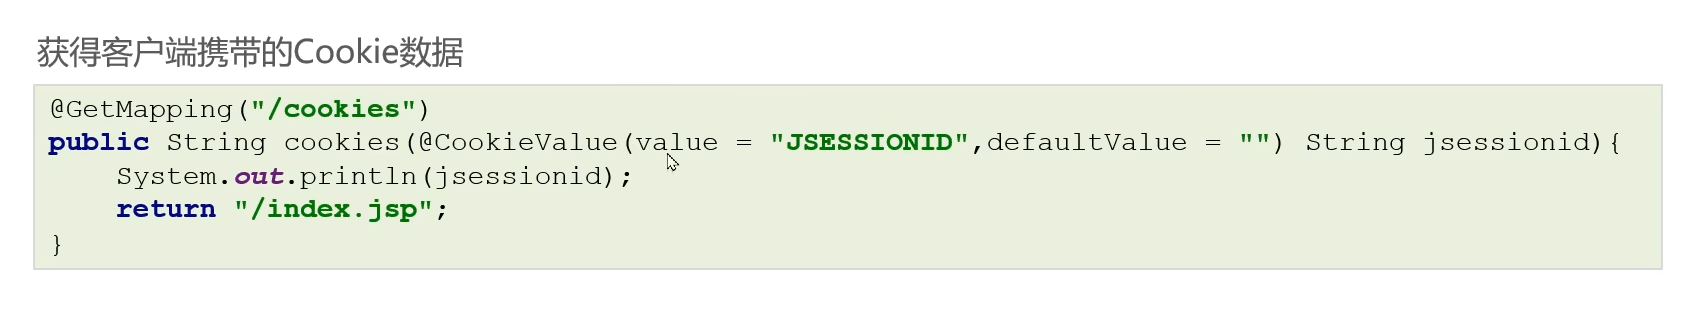 获得客户端携带的Cookie数据
@GetMapping("/cookies")
public String cookies(@CookieValue(value = "JSESSIONID",defaultValue = "") String jsessionid){
    System.out.println(jsessionid);
    return "/index.jsp";
}